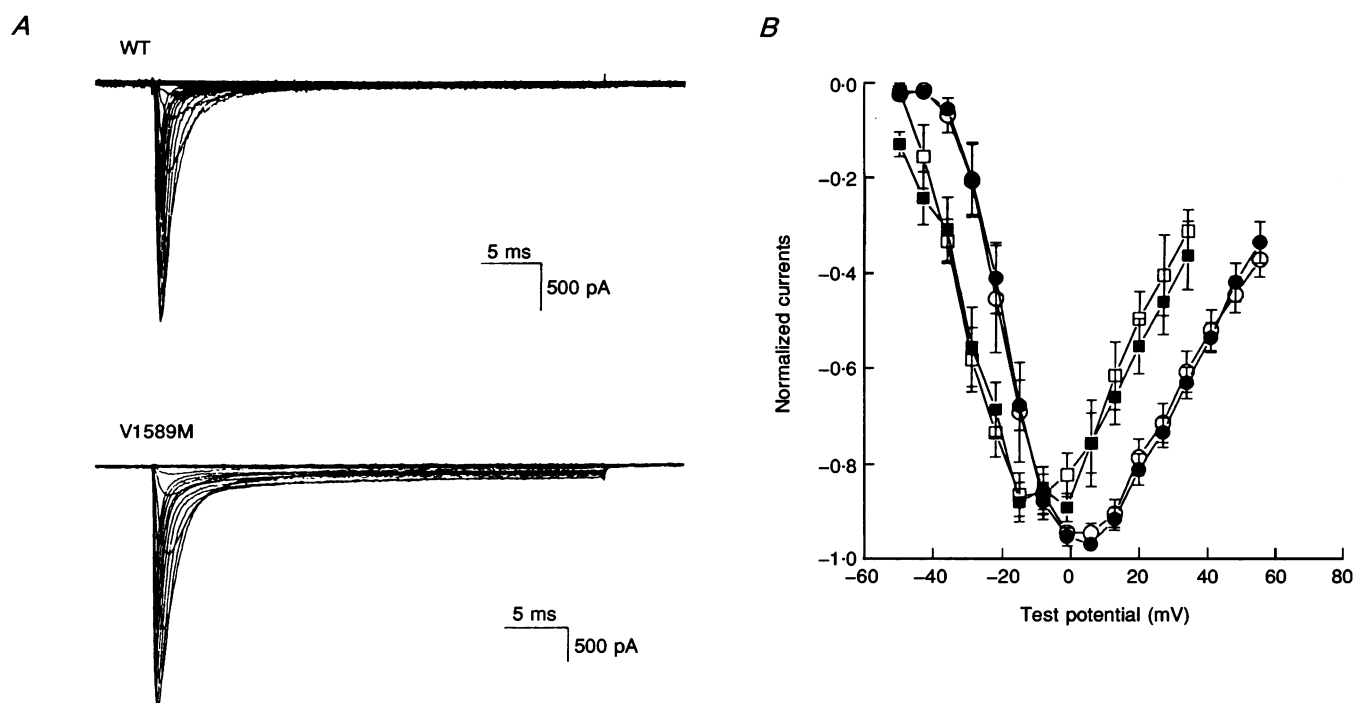 A
WT
5 ms
500 pA
V1589M
5 ms
500 pA
B
0·0
−0·2
−0·4
−0·6
−0·8
−1·0
Normalized currents
−60
−40
−20
0
20
40
60
80
Test potential (mV)